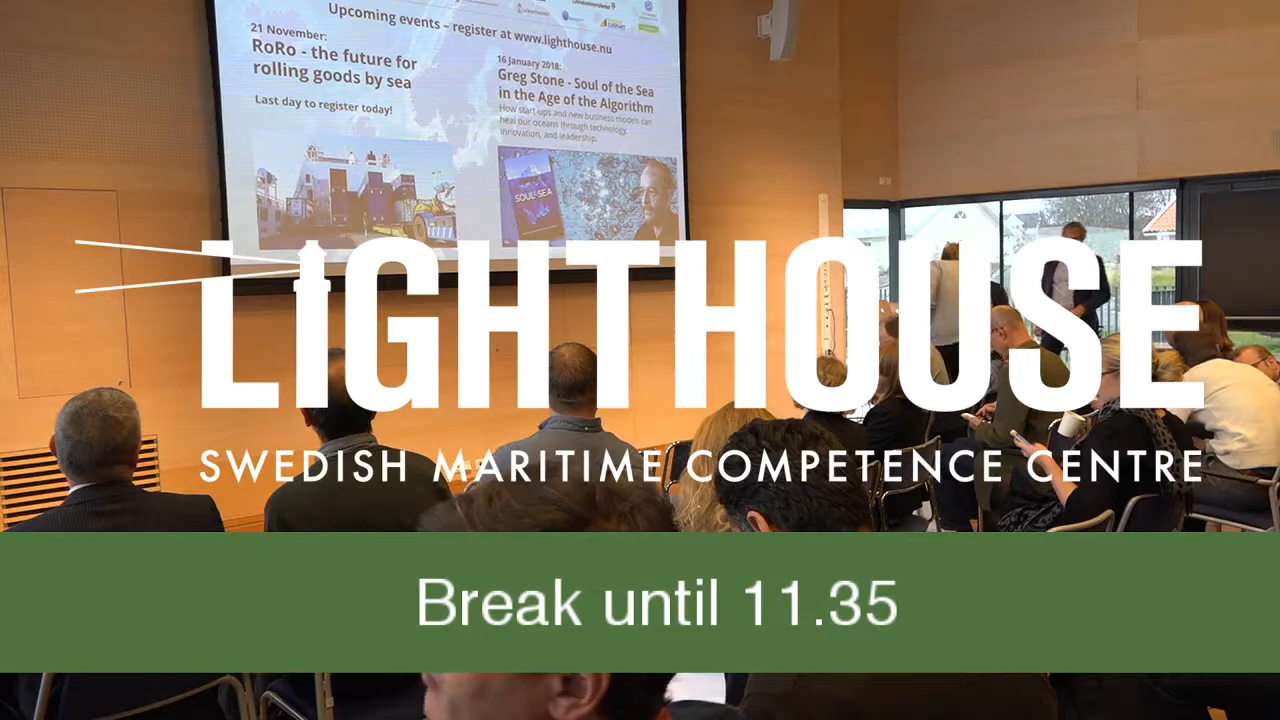 Upcoming events – register at www.lighthouse.nu
21 November:
RoRo - the future for
rolling goods by sea
Last day to register today!
16 January 2018:
Greg Stone - Soul of the Sea
in the Age of the Algorithm
How start-ups and new business models can
heal our oceans through technology,
innovation, and leadership.
SOUL OF THE SEA
LIGHTHOUSE
SWEDISH MARITIME COMPETENCE CENTRE
Break until 11.35